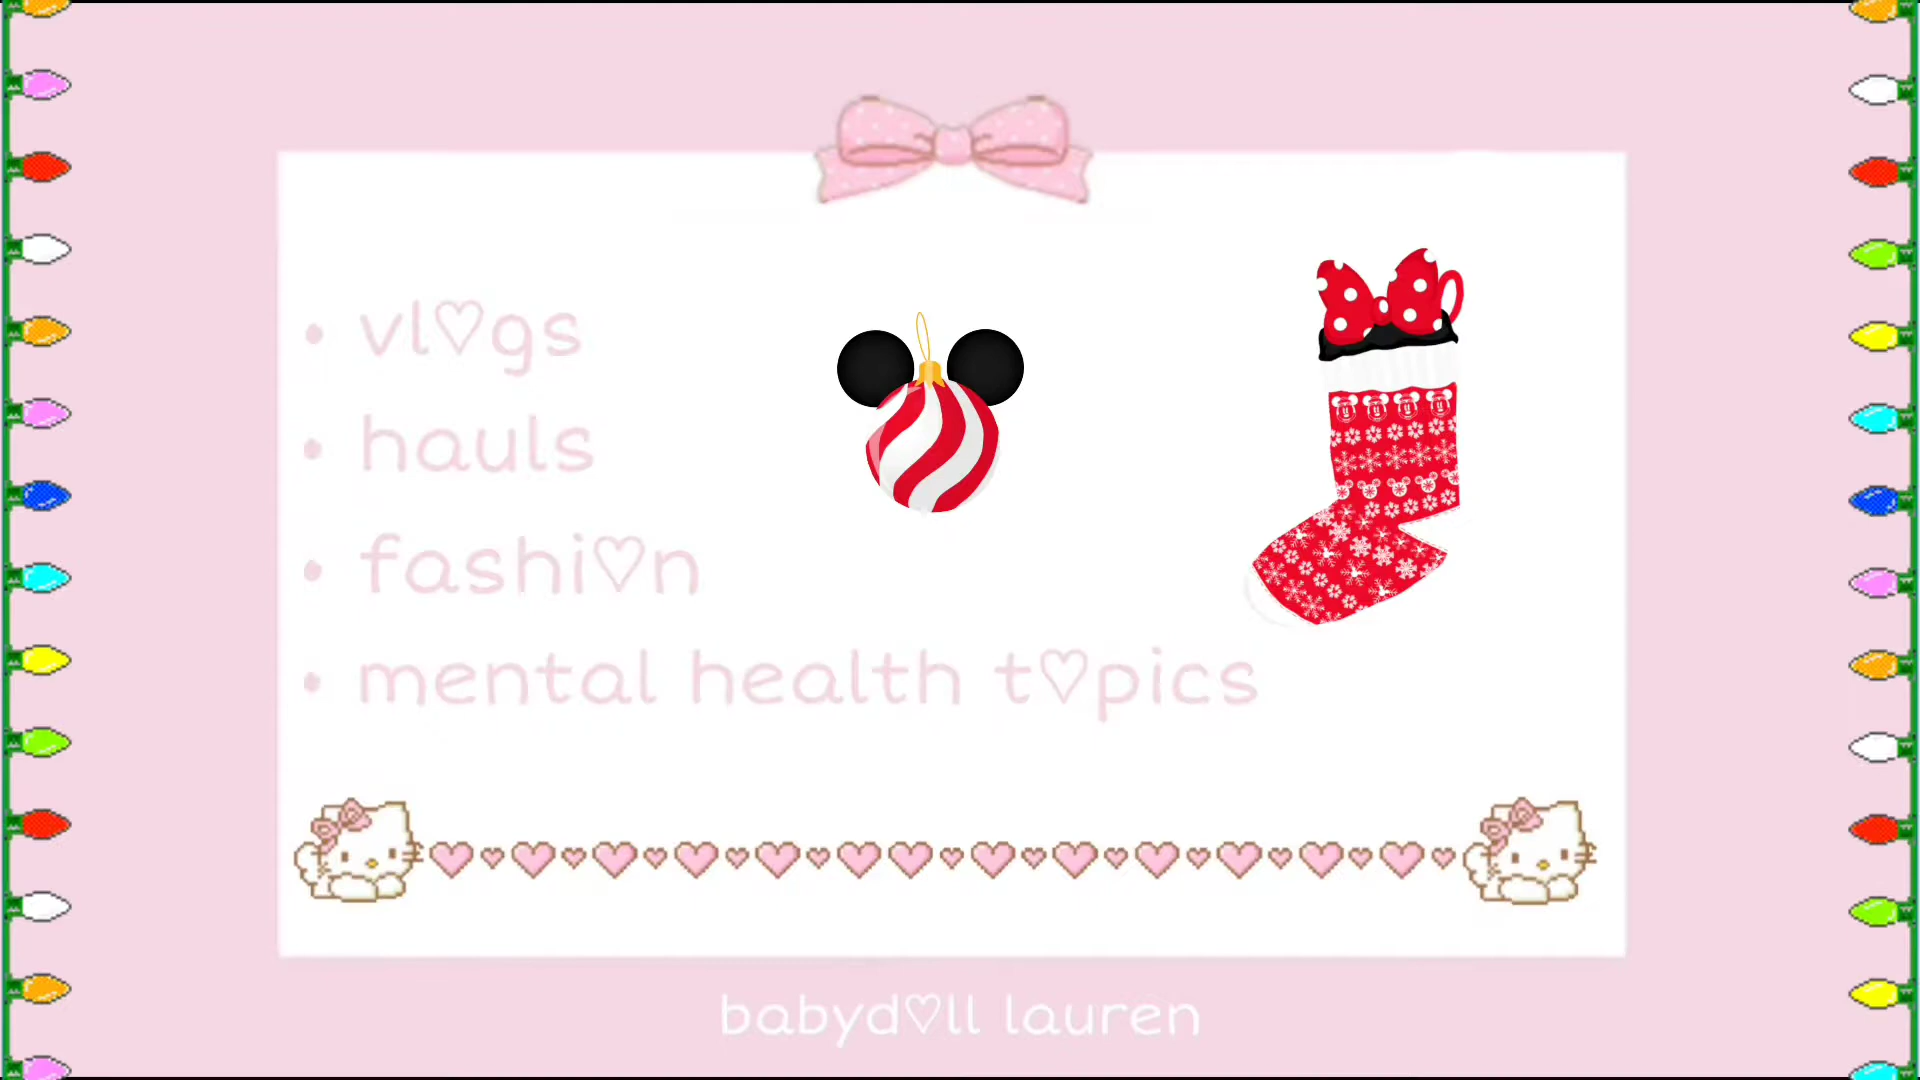 • vl♡gs
• hauls
• fashi♡n
• mental health t♡pics
babyd♡ll lauren